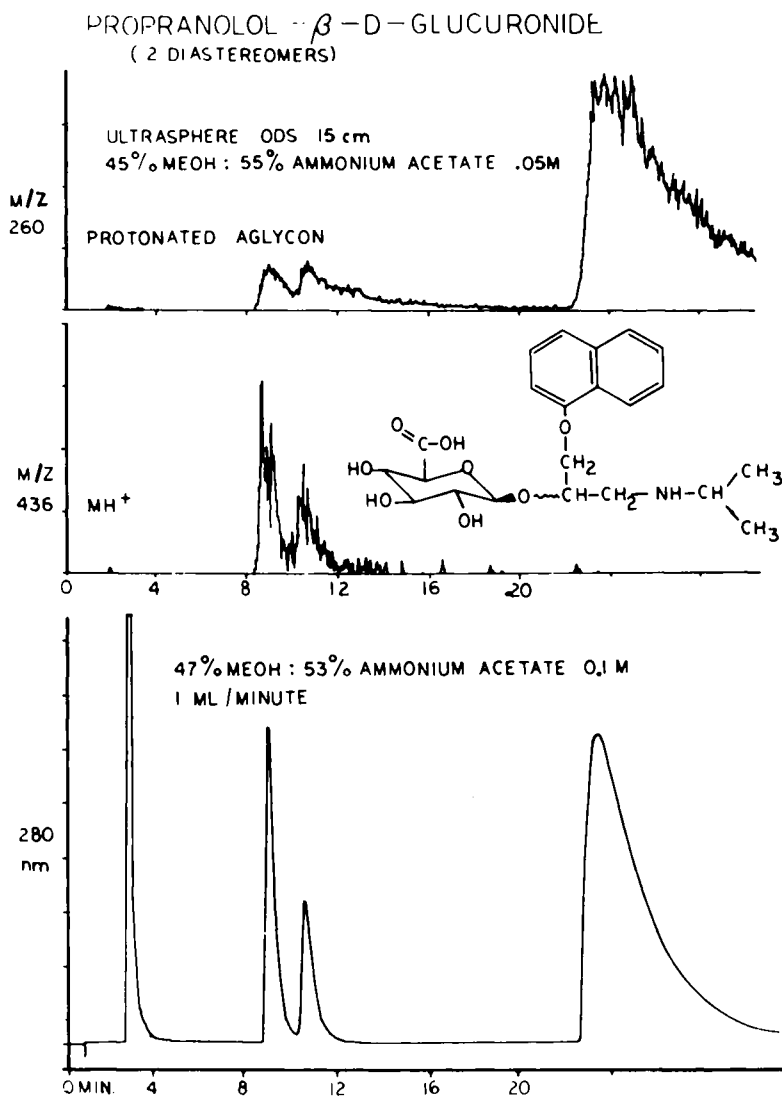 PROPRANOLOL - β-D-GLUCURONIDE
(2 DIASTEREOMERS)
ULTRASPHERE ODS 15 cm
45% MEOH : 55% AMMONIUM ACETATE .05M
M/Z
260
PROTONATED AGLYCON
M/Z
436
MH+
O
C-OH
O
HO
HO
OH
O
O
CH2
CH-CH2-NH-CH
CH3
CH3
0 4 8 12 16 20
47% MEOH : 53% AMMONIUM ACETATE 0.1 M
1 ML/MINUTE
280
nm
0 MIN. 4 8 12 16 20